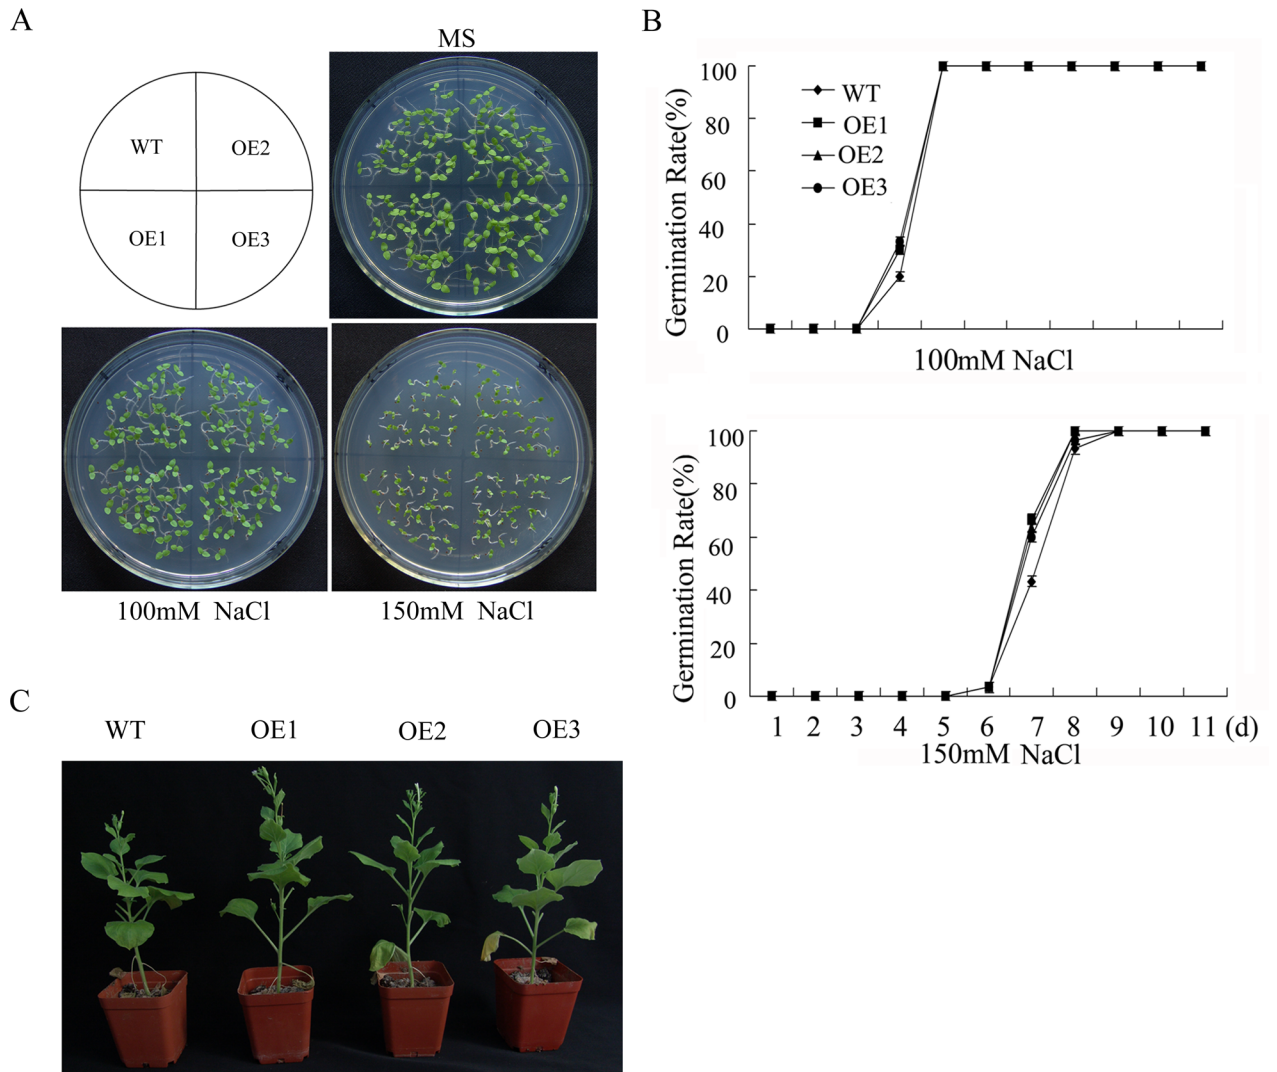 A
MS
WT
OE2
OE1
OE3
100mM NaCl
150mM NaCl
B
Germination Rate(%)
100
80
60
40
20
0
WT
OE1
OE2
OE3
100mM NaCl
Germination Rate(%)
100
80
60
40
20
0
1 2 3 4 5 6 7 8 9 10 11 (d)
150mM NaCl
C
WT OE1 OE2 OE3